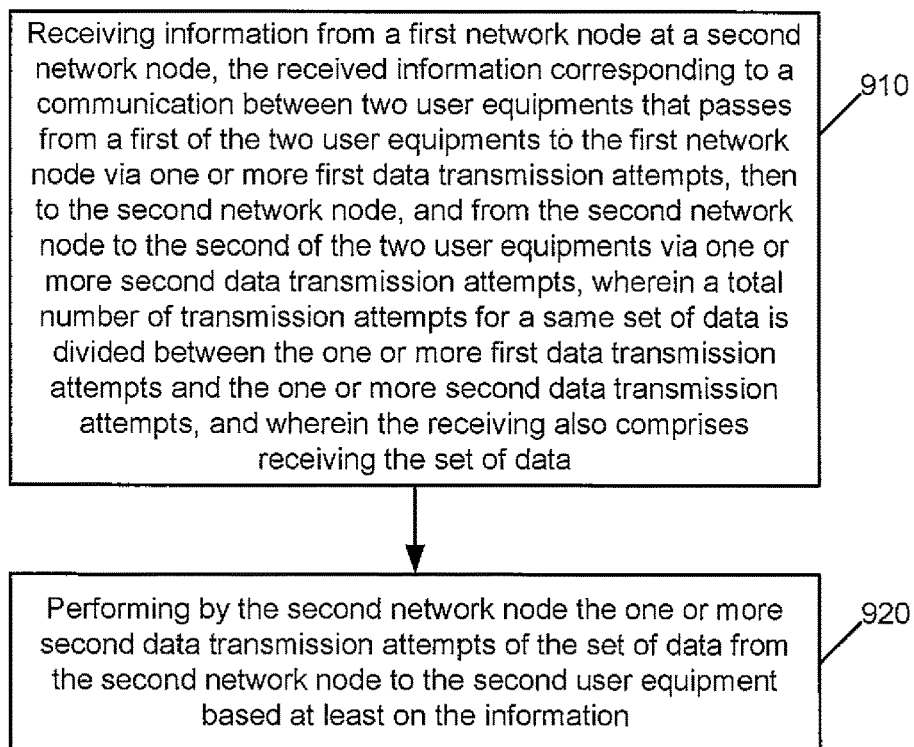 Receiving information from a first network node at a second
network node, the received information corresponding to a
communication between two user equipments that passes
from a first of the two user equipments to the first network
node via one or more first data transmission attempts, then
to the second network node, and from the second network
node to the second of the two user equipments via one or
more second data transmission attempts, wherein a total
number of transmission attempts for a same set of data is
divided between the one or more first data transmission
attempts and the one or more second data transmission
attempts, and wherein the receiving also comprises
receiving the set of data
910
Performing by the second network node the one or more
second data transmission attempts of the set of data from
the second network node to the second user equipment
based at least on the information
920